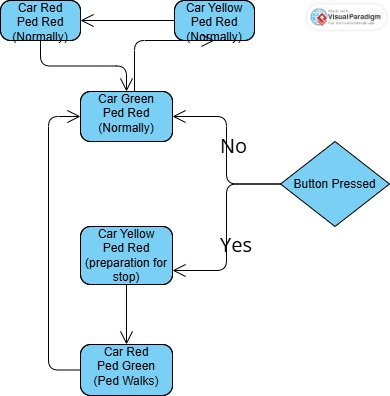 Car Red
Ped Red
(Normally)
Car Yellow
Ped Red
(Normally)
Visual Paradigm
Car Green
Ped Red
(Normally)
No
Button Pressed
Yes
Car Yellow
Ped Red
(preparation for
stop)
Car Red
Ped Green
(Ped Walks)